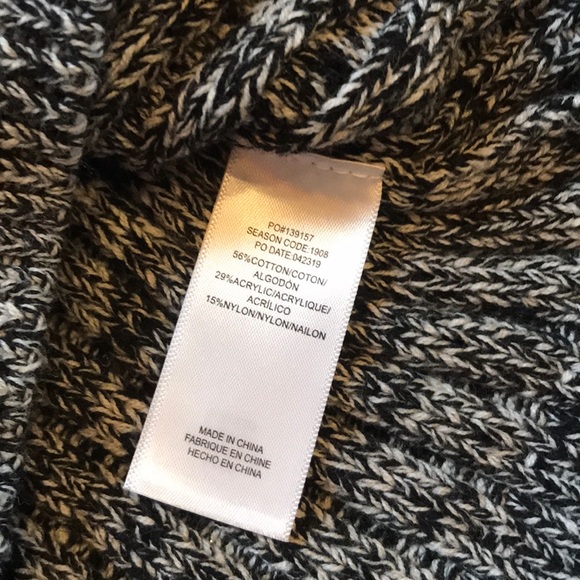 PO#139157
SEASON CODE:1908
PO DATE:042319
56%COTTON/COTON/
ALGODÓN
29%ACRYLIC/ACRYLIQUE/
ACRÍLICO
15%NYLON/NYLON/NAILON
MADE IN CHINA
FABRIQUE EN CHINE
HECHO EN CHINA